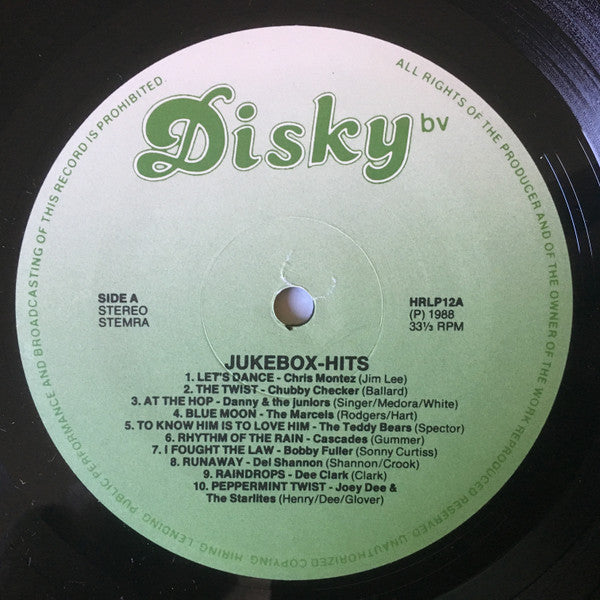 Disky bv
SIDE A
STEREO
STEMRA
HRLP12A
(P) 1988
33⅓ RPM
JUKEBOX-HITS
1. LET'S DANCE - Chris Montez (Jim Lee)
2. THE TWIST - Chubby Checker (Ballard)
3. AT THE HOP - Danny & the juniors (Singer/Medora/White)
4. BLUE MOON - The Marcels (Rodgers/Hart)
5. TO KNOW HIM IS TO LOVE HIM - The Teddy Bears (Spector)
6. RHYTHM OF THE RAIN - Cascades (Gummer)
7. I FOUGHT THE LAW - Bobby Fuller (Sonny Curtiss)
8. RUNAWAY - Del Shannon (Shannon/Crook)
9. RAINDROPS - Dee Clark (Clark)
10. PEPPERMINT TWIST - Joey Dee &
The Starlites (Henry/Dee/Glover)
ALL RIGHTS OF THE PRODUCER AND OF THE OWNER OF THE WORK REPRODUCED RESERVED. UNAUTHORIZED COPYING. HIRING. LENDING. PUBLIC PERFORMANCE AND BROADCASTING OF THIS RECORD IS PROHIBITED.